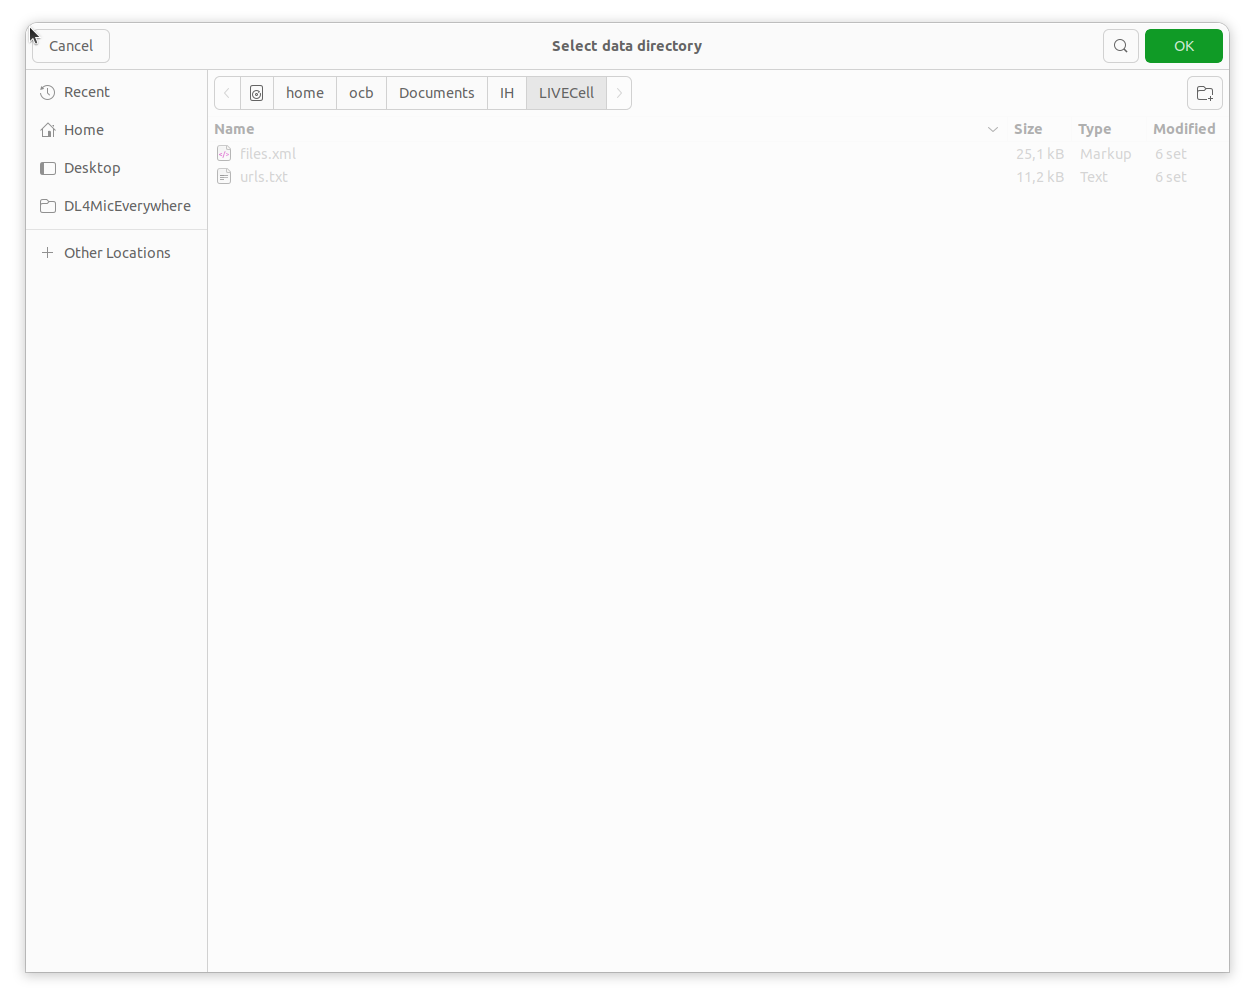 Cancel Select data directory OK
Recent
Home
Desktop
DL4MicEverywhere
Other Locations
home ocb Documents IH LIVECell
Name Size Type Modified
files.xml 25,1 kB Markup 6 set
urls.txt 11,2 kB Text 6 set